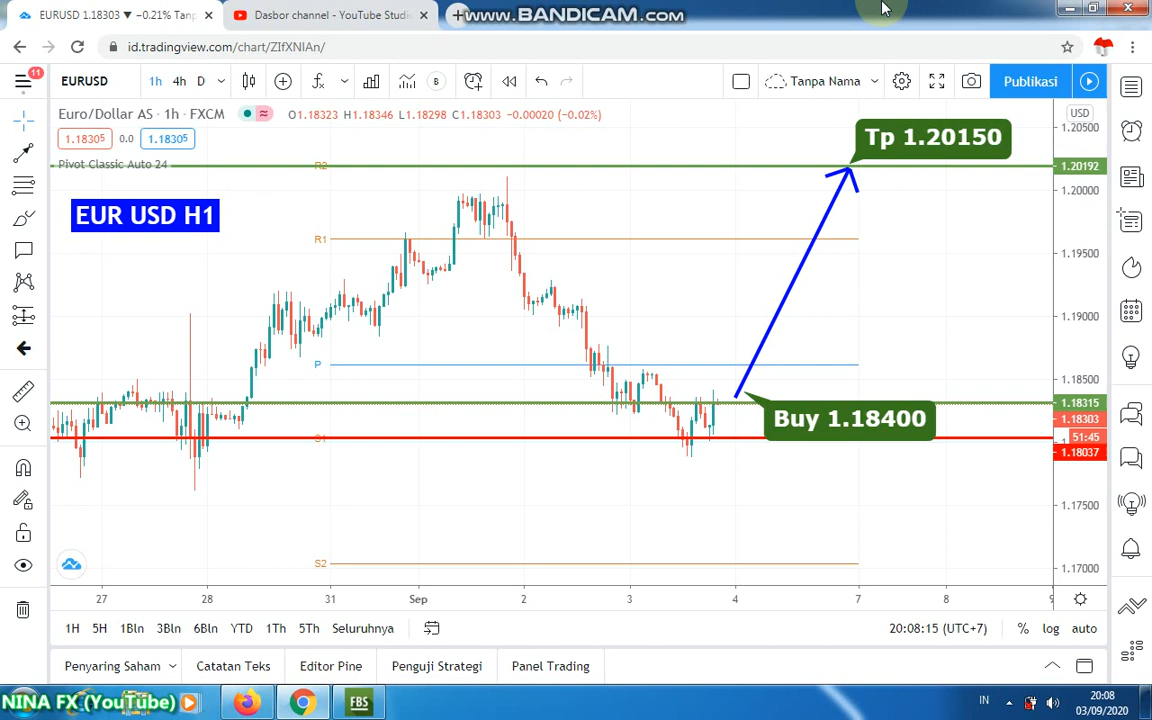 EURUSD 1.18303 ▼ −0.21% Tanp
Dasbor channel - YouTube Studi
www.BANDICAM.com
id.tradingview.com/chart/ZIfXNIAn/
11
EURUSD
1h 4h D
B
Tanpa Nama
Publikasi
Euro/Dollar AS · 1h · FXCM
O1.18323 H1.18346 L1.18298 C1.18303 −0.00020 (−0.02%)
USD
1.18305 0.0 1.18305
Pivot Classic Auto 24
EUR USD H1
Tp 1.20150
Buy 1.18400
R2
R1
P
S1
S2
1.20500
1.20192
1.20000
1.19500
1.19000
1.18500
1.18315
1.18303
51:45
1.18037
1.17500
1.17000
27 28 31 Sep 2 3 4 7 8 9
1H 5H 1Bln 3Bln 6Bln YTD 1Th 5Th Seluruhnya
20:08:15 (UTC+7) % log auto
Penyaring Saham Catatan Teks Editor Pine Penguji Strategi Panel Trading
NINA FX (YouTube)
FBS
IN
20:08
03/09/2020